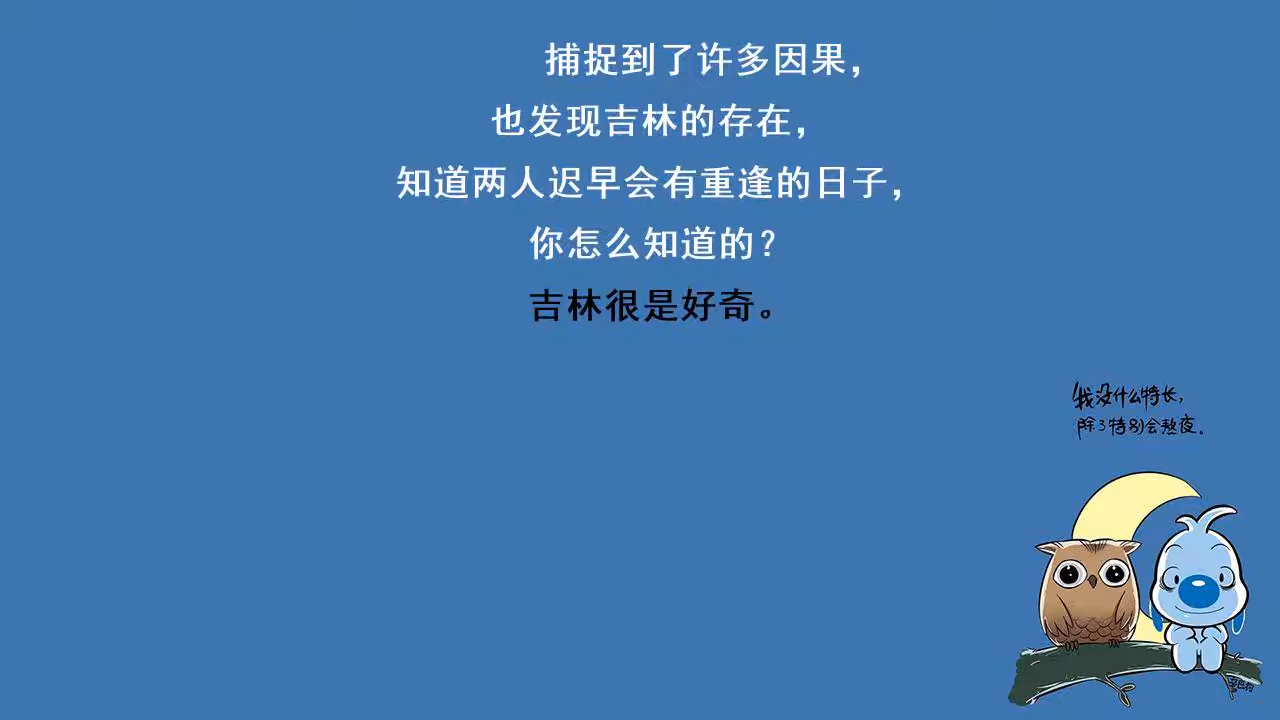 捕捉到了许多因果，
也发现吉林的存在，
知道两人迟早会有重逢的日子，
你怎么知道的？
吉林很是好奇。
我没什么特长，
除了特别会熬夜。